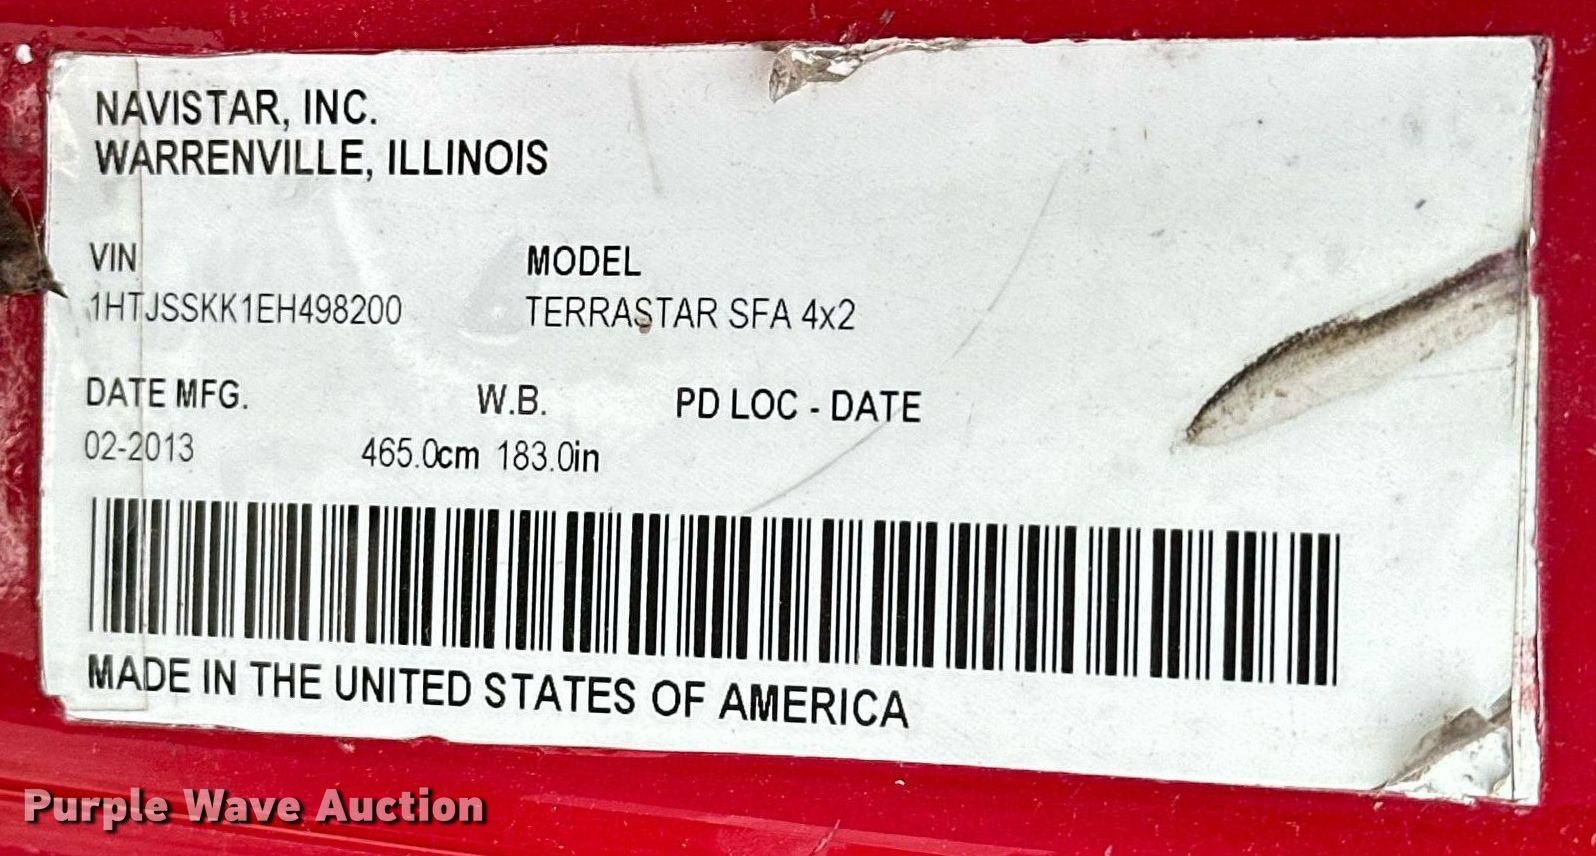 NAVISTAR, INC.
WARRENVILLE, ILLINOIS
VIN MODEL
1HTJSSKK1EH498200 TERRASTAR SFA 4x2
DATE MFG. W.B. PD LOC - DATE
02-2013 465.0cm 183.0in
MADE IN THE UNITED STATES OF AMERICA
Purple Wave Auction